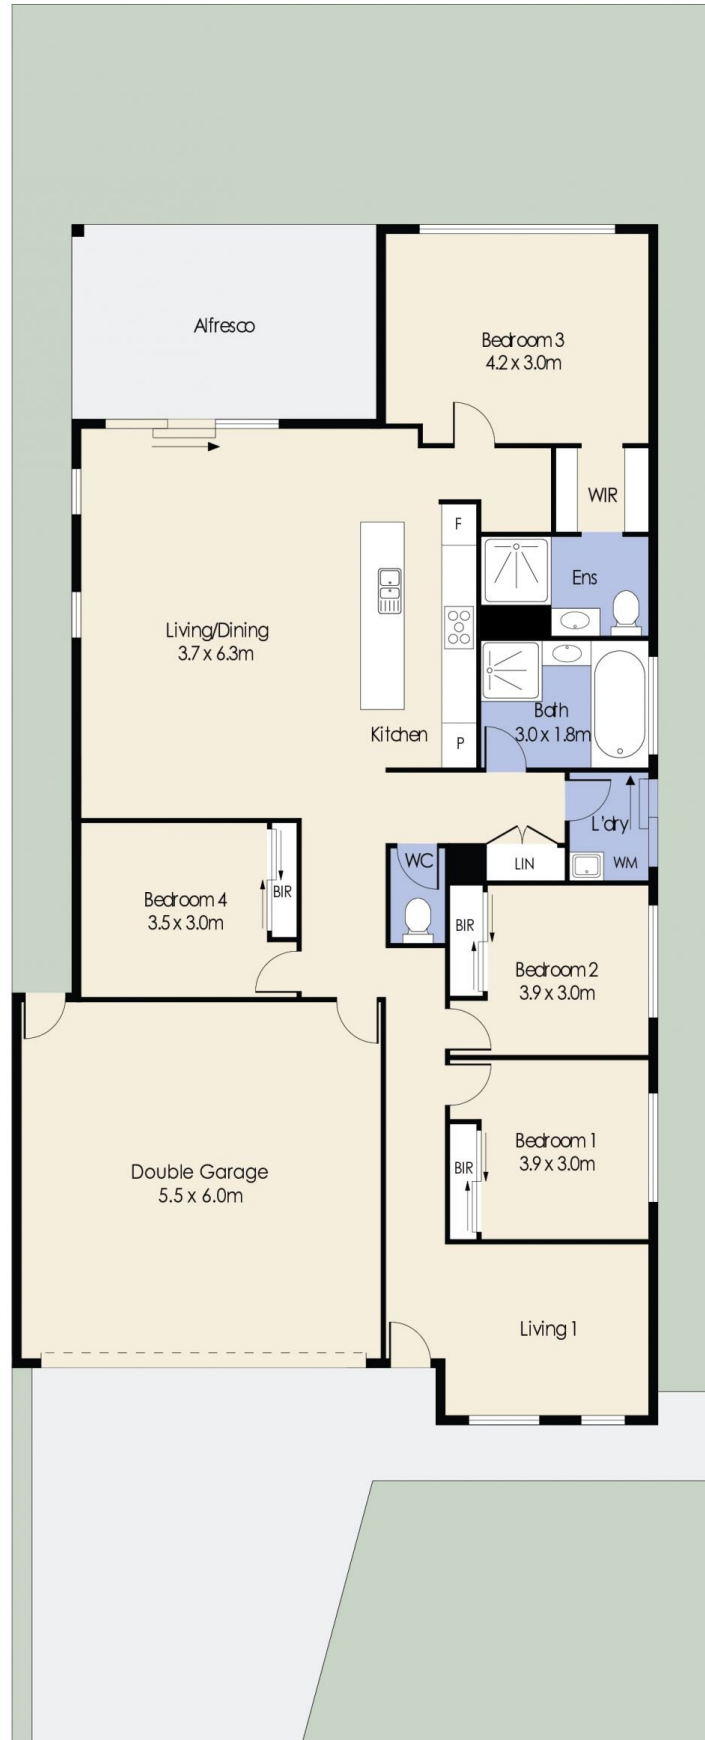 Alfresco
Bedroom 3
4.2 x 3.0m
WIR
F
Ens
Living/Dining
3.7 x 6.3m
Kitchen
P
Bath
3.0 x 1.8m
L'dry
WM
WC
LIN
Bedroom 4
3.5 x 3.0m
BIR
BIR
Bedroom 2
3.9 x 3.0m
Bedroom 1
3.9 x 3.0m
BIR
Double Garage
5.5 x 6.0m
Living 1